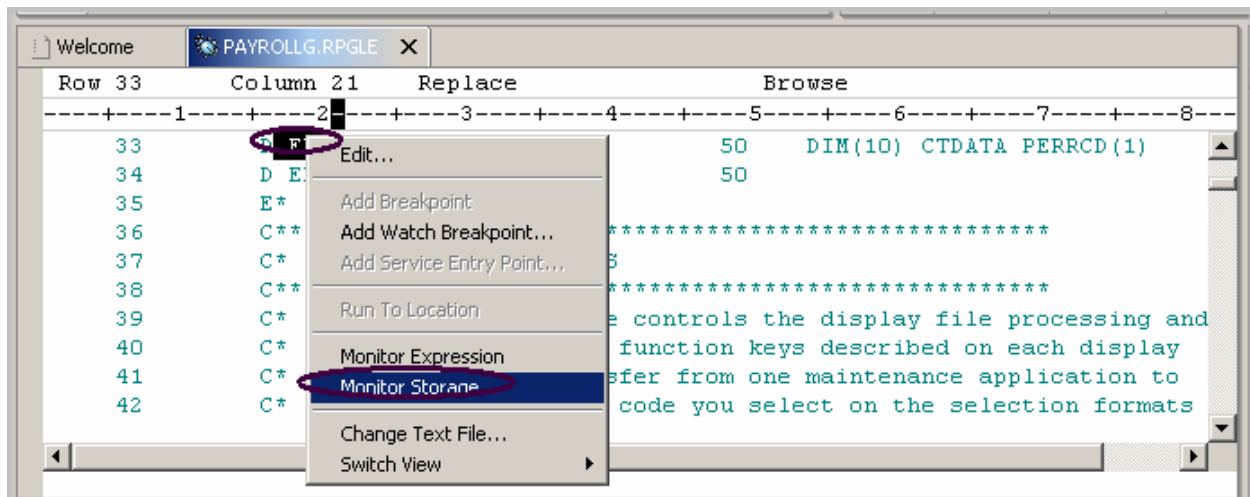 Welcome PAYROLLG.RPGLE
Row 33 Column 21 Replace Browse
----+----1----+----2----+----3----+----4----+----5----+----6----+----7----+----8---
33 D 50 DIM(10) CTDATA PERRCD(1)
34 D 50
35 E*
36 C** *******************************
37 C* S
38 C** *******************************
39 C* e controls the display file processing and
40 C* function keys described on each display
41 C* sfer from one maintenance application to
42 C* code you select on the selection formats
Edit...
Add Breakpoint
Add Watch Breakpoint...
Add Service Entry Point...
Run To Location
Monitor Expression
Monitor Storage
Change Text File...
Switch View